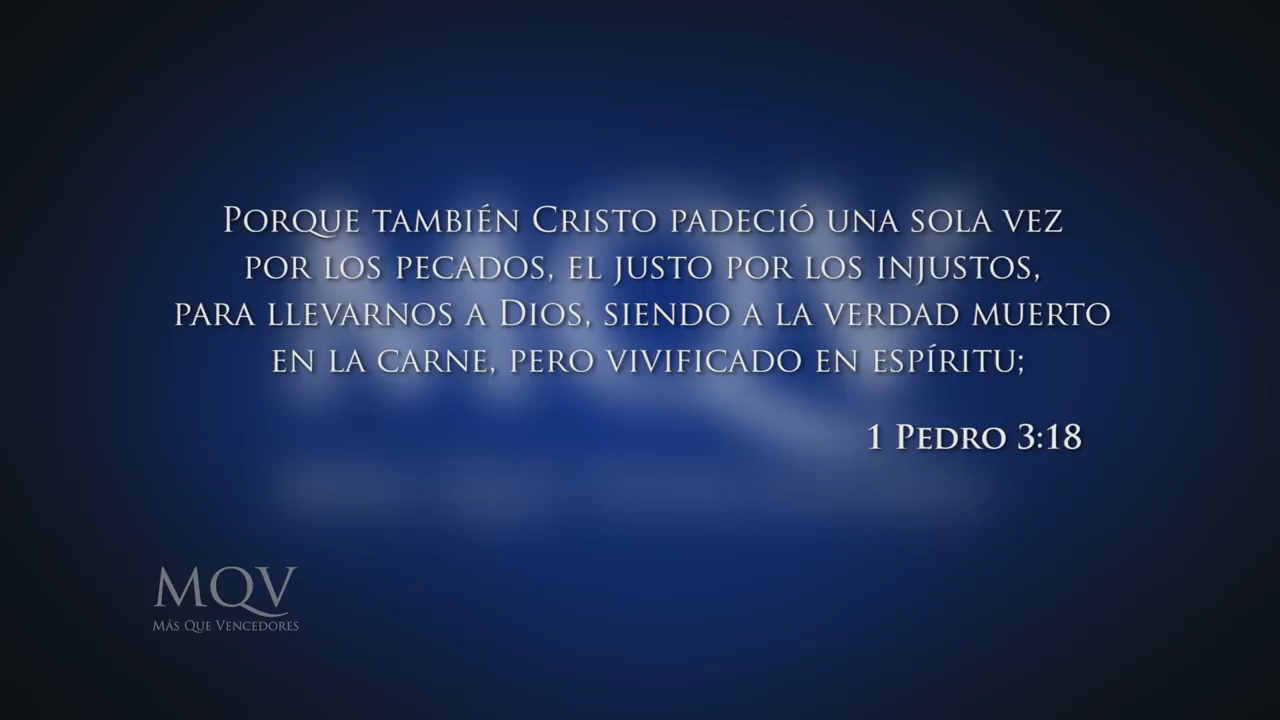 Porque también Cristo padeció una sola vez
por los pecados, el justo por los injustos,
para llevarnos a Dios, siendo a la verdad muerto
en la carne, pero vivificado en espíritu;
1 Pedro 3:18
MQV
Más Que Vencedores